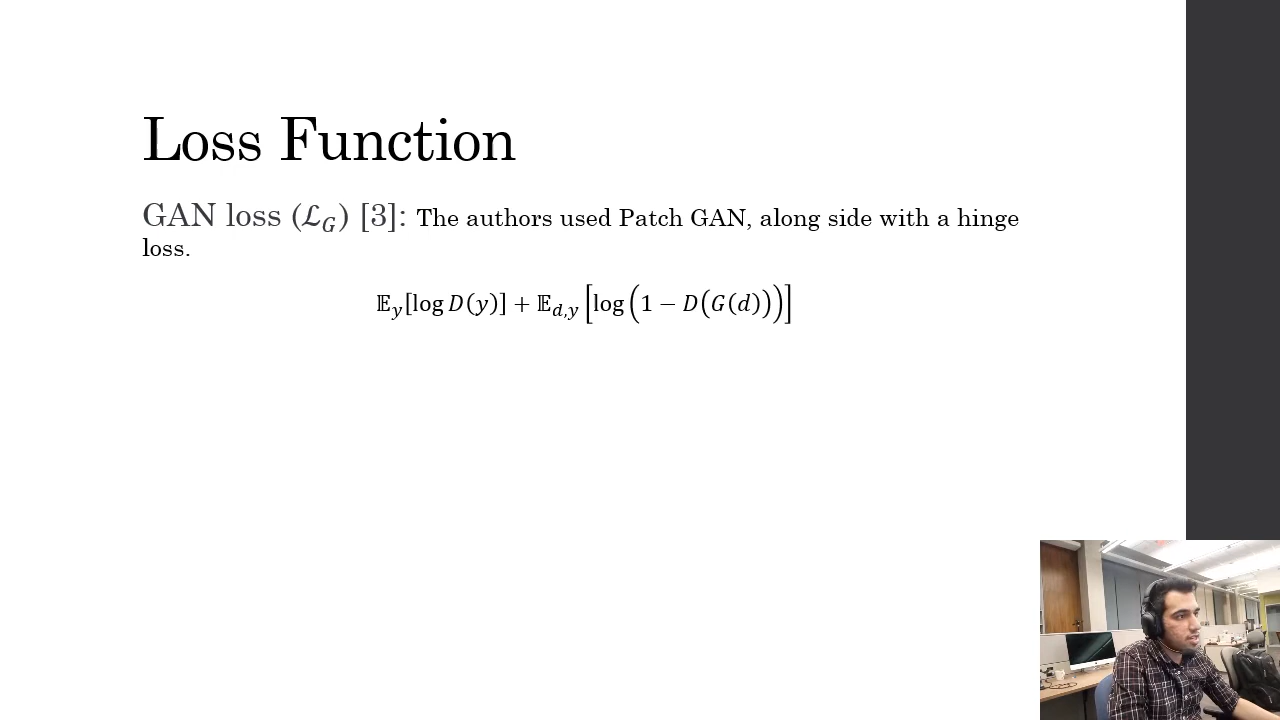 Loss Function
GAN loss (ℒ_G) [3]: The authors used Patch GAN, along side with a hinge
loss.
𝔼_y[log D(y)] + 𝔼_{d,y} [log (1 − D(G(d)))]